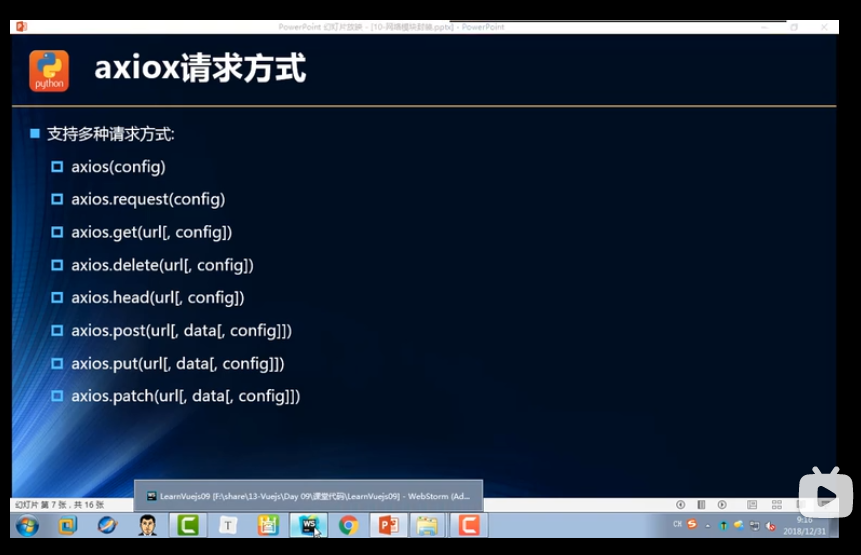 PowerPoint 幻灯片放映 - [10-网络模块封装.pptx] - PowerPoint
python
axiox请求方式
支持多种请求方式:
axios(config)
axios.request(config)
axios.get(url[, config])
axios.delete(url[, config])
axios.head(url[, config])
axios.post(url[, data[, config]])
axios.put(url[, data[, config]])
axios.patch(url[, data[, config]])
LearnVuejs09 [F:\share\13-Vuejs\Day 09\课堂代码\LearnVuejs09] - WebStorm (Ad...
幻灯片 第 7 张，共 16 张
T
WS
CH
9:16
2018/12/31